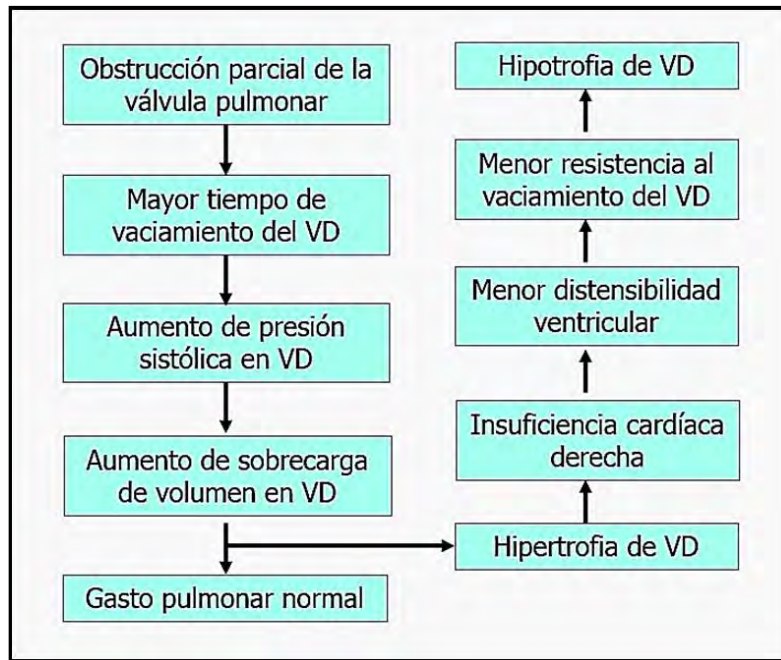 Obstrucción parcial de la
válvula pulmonar
Mayor tiempo de
vaciamiento del VD
Aumento de presión
sistólica en VD
Aumento de sobrecarga
de volumen en VD
Gasto pulmonar normal
Hipotrofia de VD
Menor resistencia al
vaciamiento del VD
Menor distensibilidad
ventricular
Insuficiencia cardíaca
derecha
Hipertrofia de VD